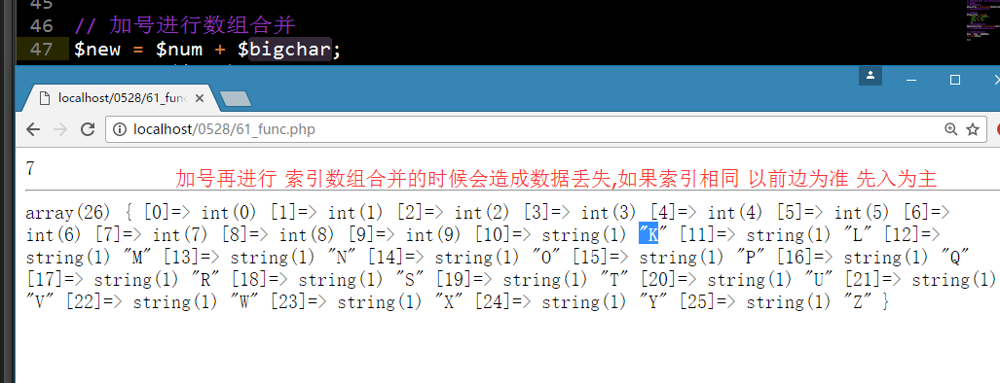 45
46 // 加号进行数组合并
47 $new = $num + $bigchar;
localhost/0528/61_fun
localhost/0528/61_func.php
7
加号再进行 索引数组合并的时候会造成数据丢失,如果索引相同 以前边为准 先入为主
array(26) { [0]=> int(0) [1]=> int(1) [2]=> int(2) [3]=> int(3) [4]=> int(4) [5]=> int(5) [6]=>
int(6) [7]=> int(7) [8]=> int(8) [9]=> int(9) [10]=> string(1) "K" [11]=> string(1) "L" [12]=>
string(1) "M" [13]=> string(1) "N" [14]=> string(1) "O" [15]=> string(1) "P" [16]=> string(1) "Q"
[17]=> string(1) "R" [18]=> string(1) "S" [19]=> string(1) "T" [20]=> string(1) "U" [21]=> string(1)
"V" [22]=> string(1) "W" [23]=> string(1) "X" [24]=> string(1) "Y" [25]=> string(1) "Z" }